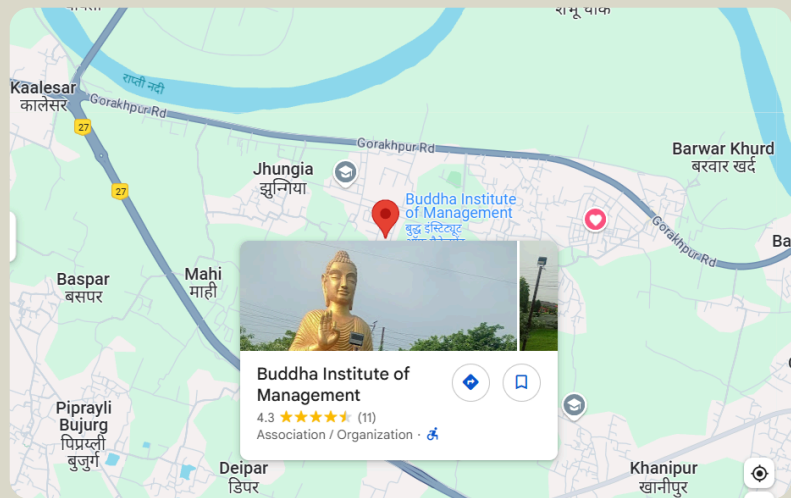 शंभू चौक
राप्ती नदी
Kaalesar
कालेसर
Gorakhpur Rd
27
Gorakhpur Rd
Barwar Khurd
बरवार खुर्द
Jhungia
झुन्गिया
27
Buddha Institute
of Management
बुद्ध इंस्टिट्यूट
Gorakhpur Rd
Ba
Mahi
माही
Baspar
बसपर
Buddha Institute of
Management
4.3 (11)
Association / Organization ·
Piprayli
Bujurg
पिप्रय्ली
बुजुर्ग
Deipar
डिपर
Khanipur
खानीपुर